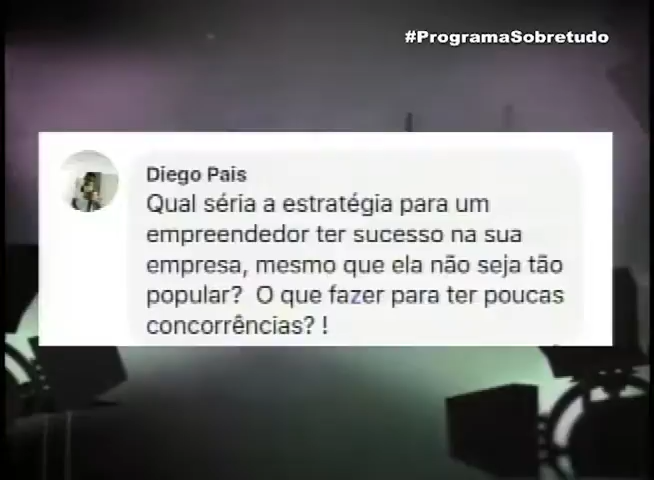 #ProgramaSobretudo
Diego Pais
Qual séria a estratégia para um
empreendedor ter sucesso na sua
empresa, mesmo que ela não seja tão
popular? O que fazer para ter poucas
concorrências? !